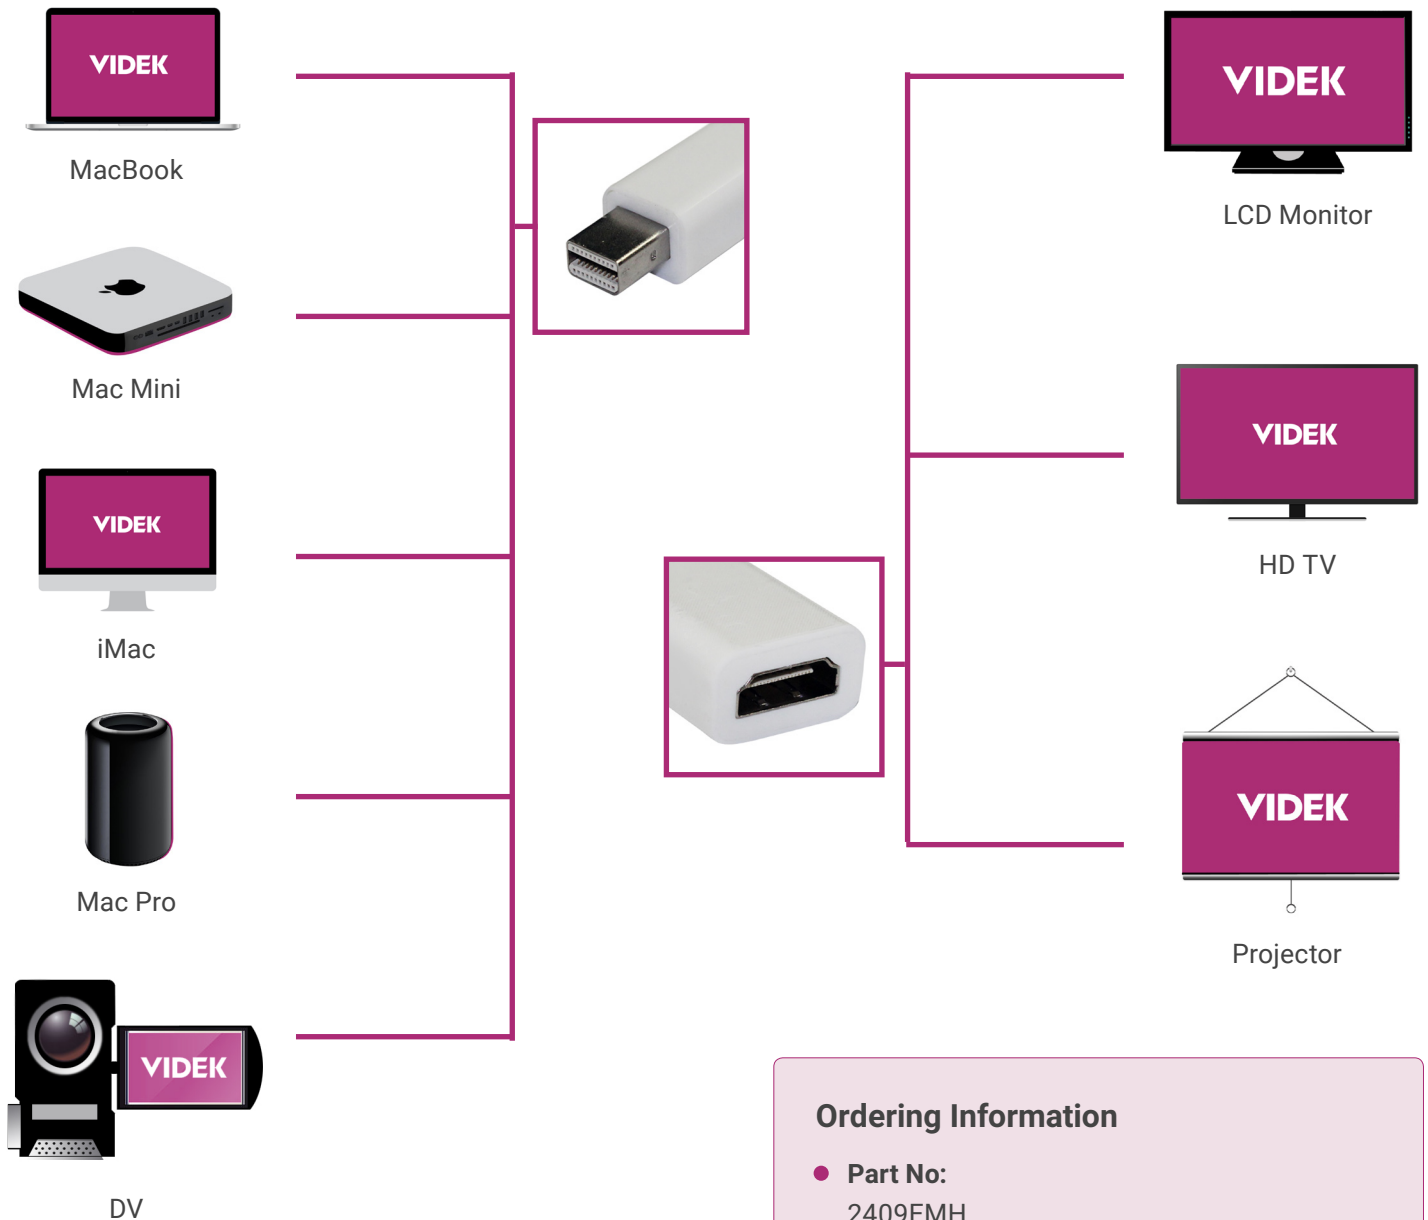 VIDEK
MacBook
Mac Mini
VIDEK
iMac
Mac Pro
VIDEK
DV
VIDEK
LCD Monitor
VIDEK
HD TV
VIDEK
Projector
Ordering Information
Part No:
2409FMH